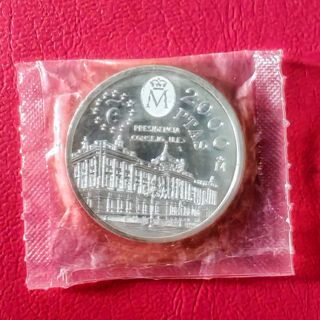 M
2000
PTAS
PRESIDENCIA
CONSEJO U.E.
M